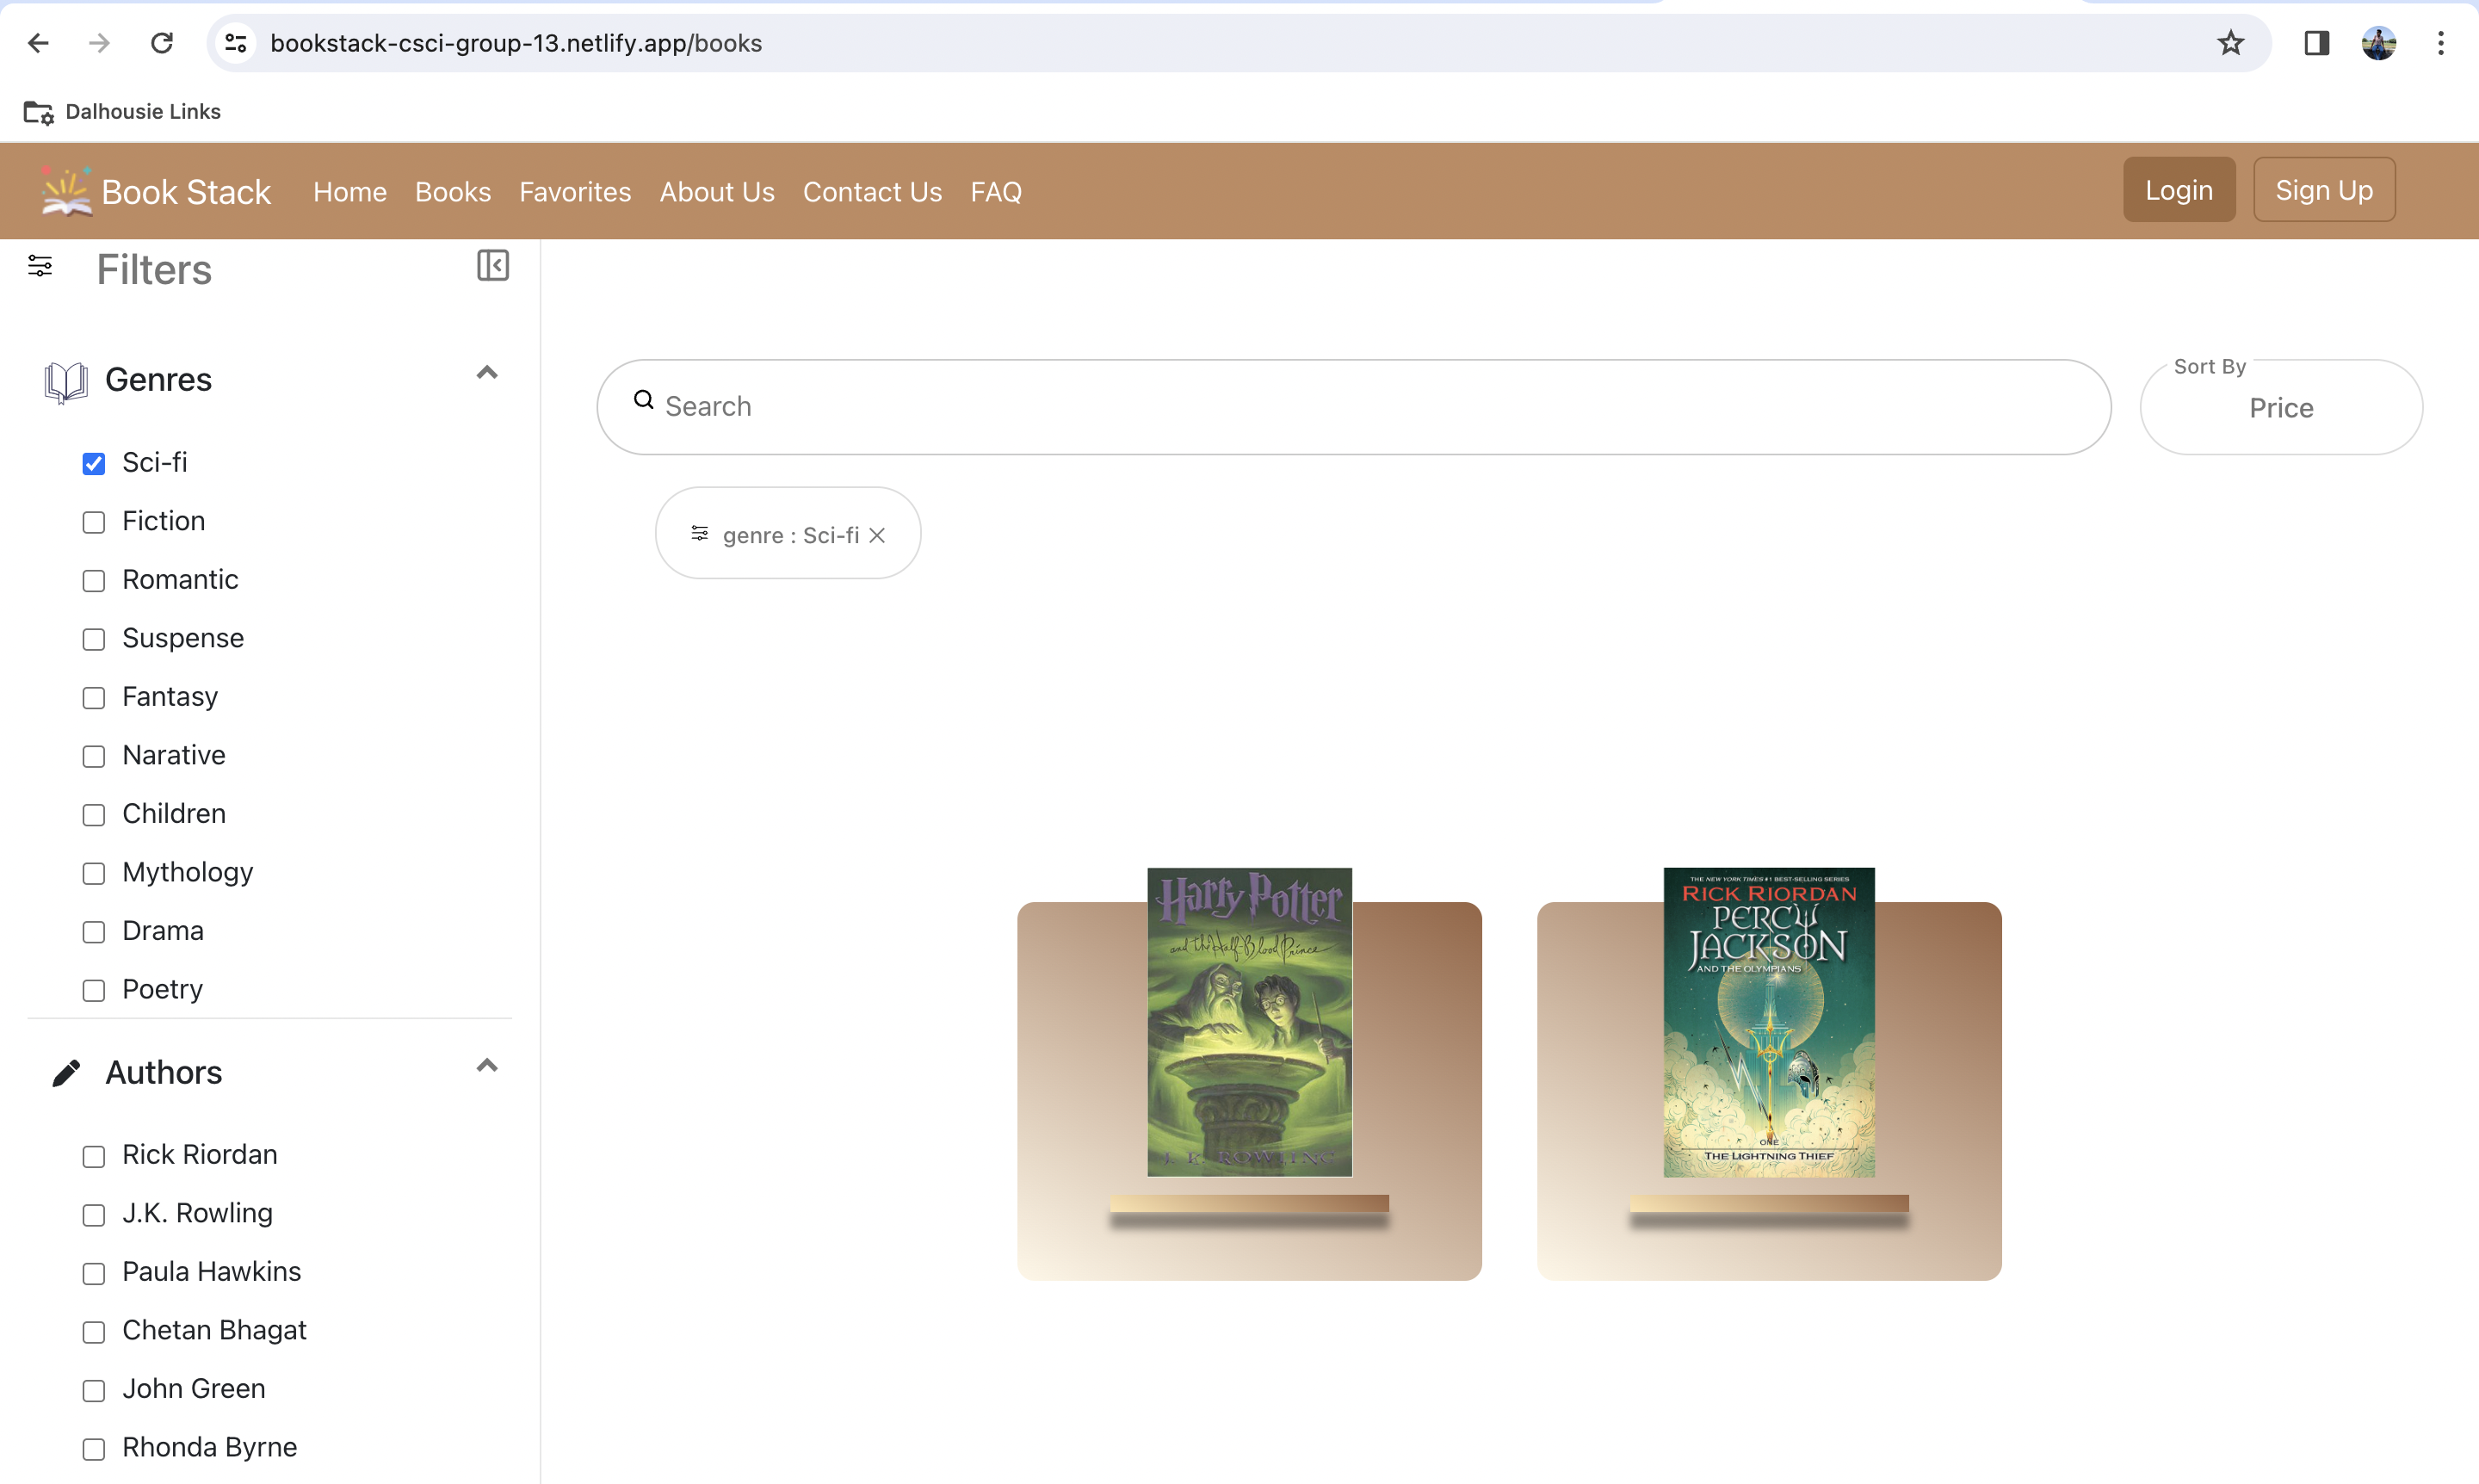 bookstack-csci-group-13.netlify.app/books
Dalhousie Links
Book Stack Home Books Favorites About Us Contact Us FAQ Login Sign Up
Filters
Genres
Sci-fi
Fiction
Romantic
Suspense
Fantasy
Narative
Children
Mythology
Drama
Poetry
Authors
Rick Riordan
J.K. Rowling
Paula Hawkins
Chetan Bhagat
John Green
Rhonda Byrne
Search
Sort By
Price
genre : Sci-fi
Harry Potter
and the Half-Blood Prince
J. K. ROWLING
THE NEW YORK TIMES #1 BEST-SELLING SERIES
RICK RIORDAN
PERCY
JACKSON
AND THE OLYMPIANS
ONE
THE LIGHTNING THIEF